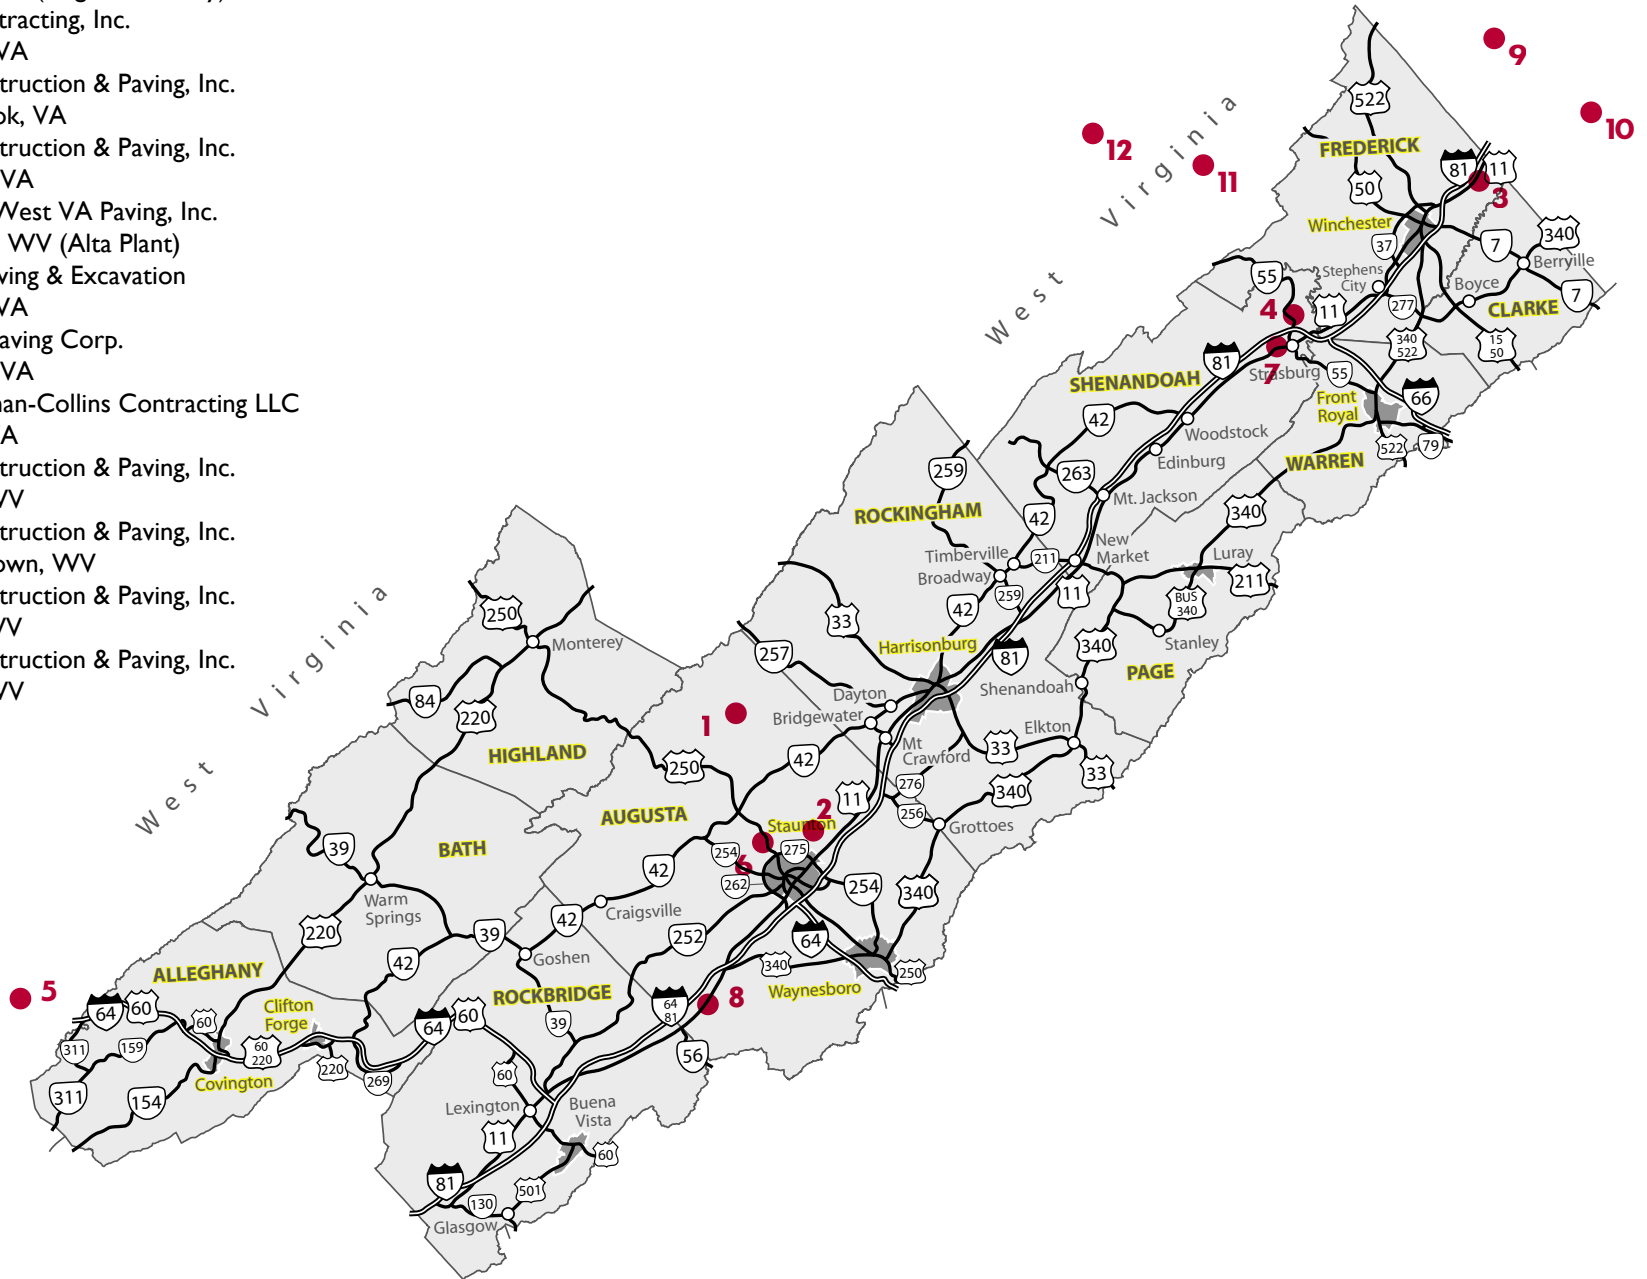 tracting, Inc.
VA
truction & Paving, Inc.
ok, VA
truction & Paving, Inc.
VA
West VA Paving, Inc.
WV (Alta Plant)
ving & Excavation
VA
aving Corp.
VA
nan-Collins Contracting LLC
A
truction & Paving, Inc.
WV
truction & Paving, Inc.
own, WV
truction & Paving, Inc.
WV
truction & Paving, Inc.
WV
9
522
10
12
FREDERICK
West Virginia
11
81
11
50
3
Winchester
340
37
7
Berryville
Stephens
City
55
Boyce
7
4
11
277
CLARKE
340
522
15
50
81
7
Strasburg
55
SHENANDOAH
66
Front
Royal
42
Woodstock
522
79
Edinburg
WARREN
259
263
Mt. Jackson
ROCKINGHAM
42
340
New
Market
Timberville
211
Luray
Broadway
211
259
11
BUS
340
West Virginia
250
42
33
Monterey
Harrisonburg
340
Stanley
257
81
PAGE
84
Dayton
Shenandoah
220
1
Bridgewater
Elkton
HIGHLAND
Mt
Crawford
33
42
250
33
276
340
11
2
AUGUSTA
256
Staunton
Grottoes
39
BATH
254
275
6
42
262
254
340
Warm
Springs
Craigsville
42
220
39
252
64
42
Goshen
340
250
ALLEGHANY
Waynesboro
5
ROCKBRIDGE
8
64
60
Clifton
Forge
64
81
60
64
60
39
311
159
60
220
56
220
269
60
Covington
311
154
Lexington
Buena
Vista
11
60
81
501
130
Glasgow